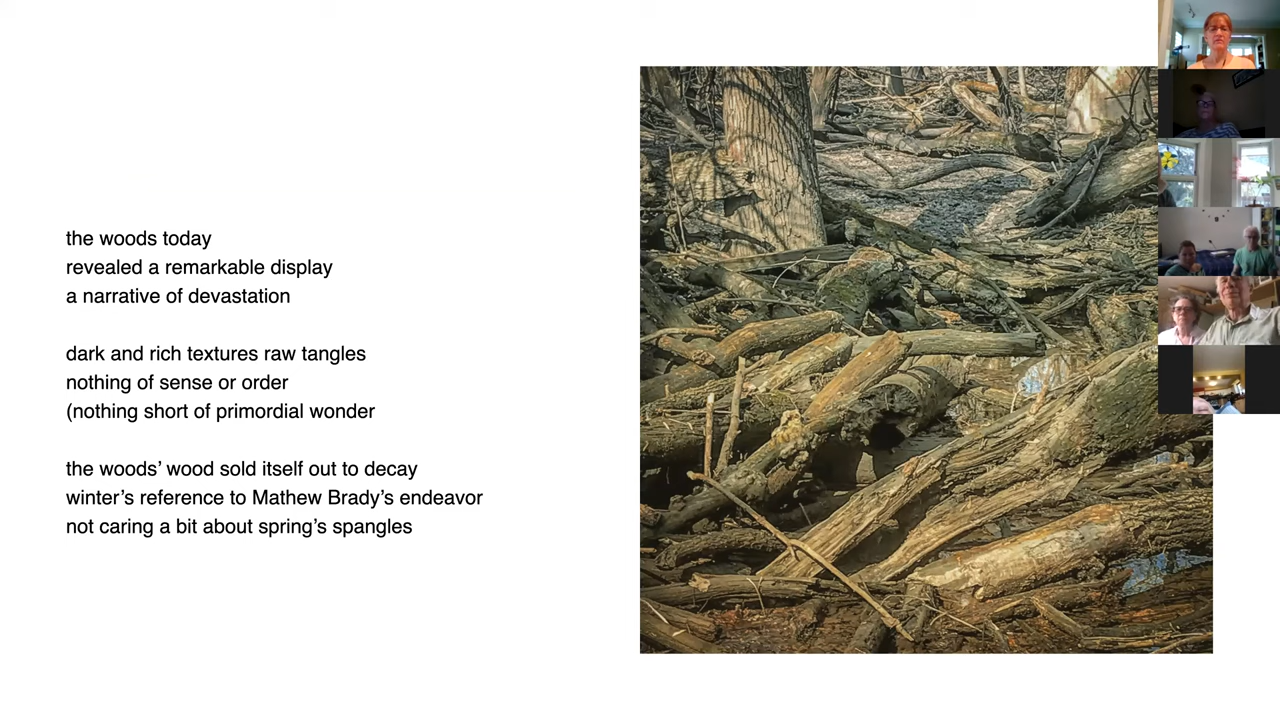 the woods today
revealed a remarkable display
a narrative of devastation
dark and rich textures raw tangles
nothing of sense or order
(nothing short of primordial wonder
the woods’ wood sold itself out to decay
winter’s reference to Mathew Brady’s endeavor
not caring a bit about spring’s spangles